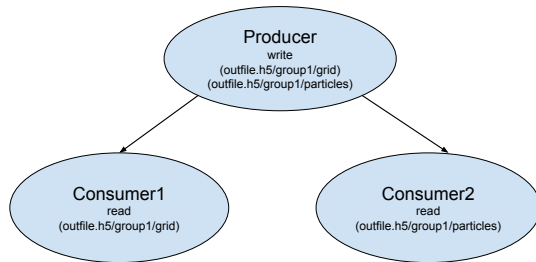 Producer
write
(outfile.h5/group1/grid)
(outfile.h5/group1/particles)
Consumer1
read
(outfile.h5/group1/grid)
Consumer2
read
(outfile.h5/group1/particles)